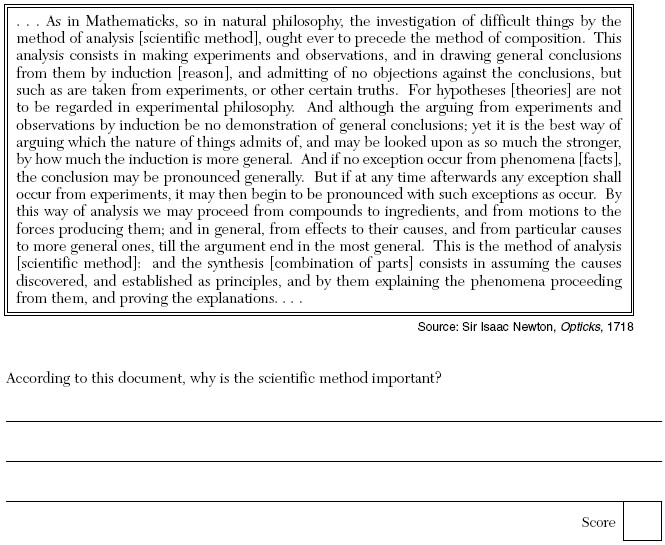 . . . As in Mathematicks, so in natural philosophy, the investigation of difficult things by the
method of analysis [scientific method], ought ever to precede the method of composition. This
analysis consists in making experiments and observations, and in drawing general conclusions
from them by induction [reason], and admitting of no objections against the conclusions, but
such as are taken from experiments, or other certain truths. For hypotheses [theories] are not
to be regarded in experimental philosophy. And although the arguing from experiments and
observations by induction be no demonstration of general conclusions; yet it is the best way of
arguing which the nature of things admits of, and may be looked upon as so much the stronger,
by how much the induction is more general. And if no exception occur from phenomena [facts],
the conclusion may be pronounced generally. But if at any time afterwards any exception shall
occur from experiments, it may then begin to be pronounced with such exceptions as occur. By
this way of analysis we may proceed from compounds to ingredients, and from motions to the
forces producing them; and in general, from effects to their causes, and from particular causes
to more general ones, till the argument end in the most general. This is the method of analysis
[scientific method]: and the synthesis [combination of parts] consists in assuming the causes
discovered, and established as principles, and by them explaining the phenomena proceeding
from them, and proving the explanations. . . .
Source: Sir Isaac Newton, Opticks, 1718
According to this document, why is the scientific method important?
Score